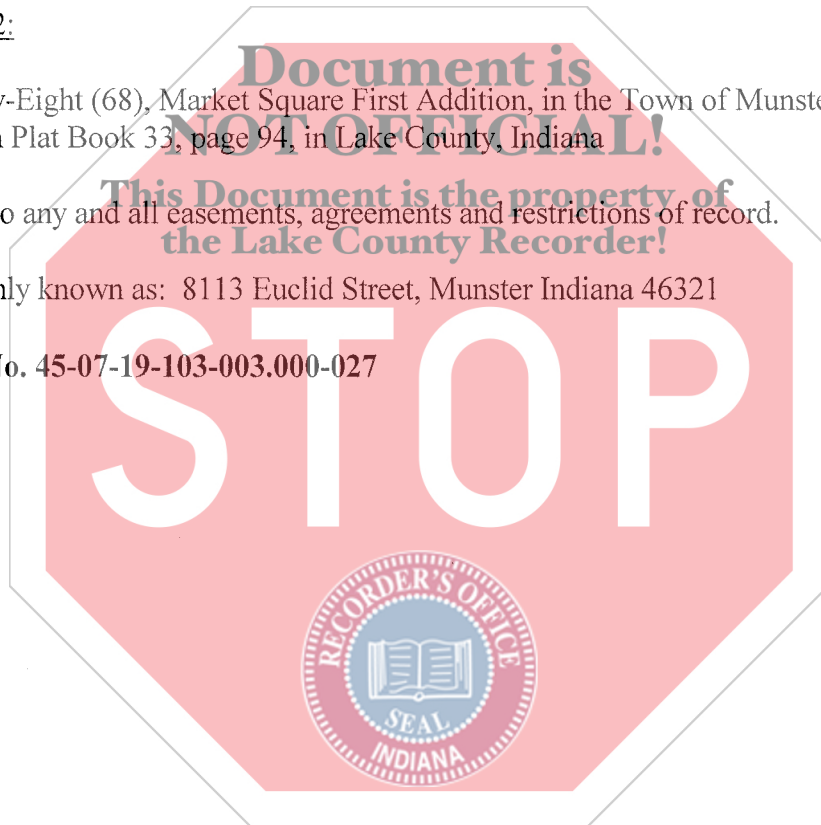 2:
Document is
y-Eight (68), Market Square First Addition, in the Town of Munste
NOT OFFICIAL!
n Plat Book 33, page 94, in Lake County, Indiana
This Document is the property of
o any and all easements, agreements and restrictions of record.
the Lake County Recorder!
nly known as: 8113 Euclid Street, Munster Indiana 46321
STOP
No. 45-07-19-103-003.000-027
RECORDER'S OFFICE
SEAL
INDIANA